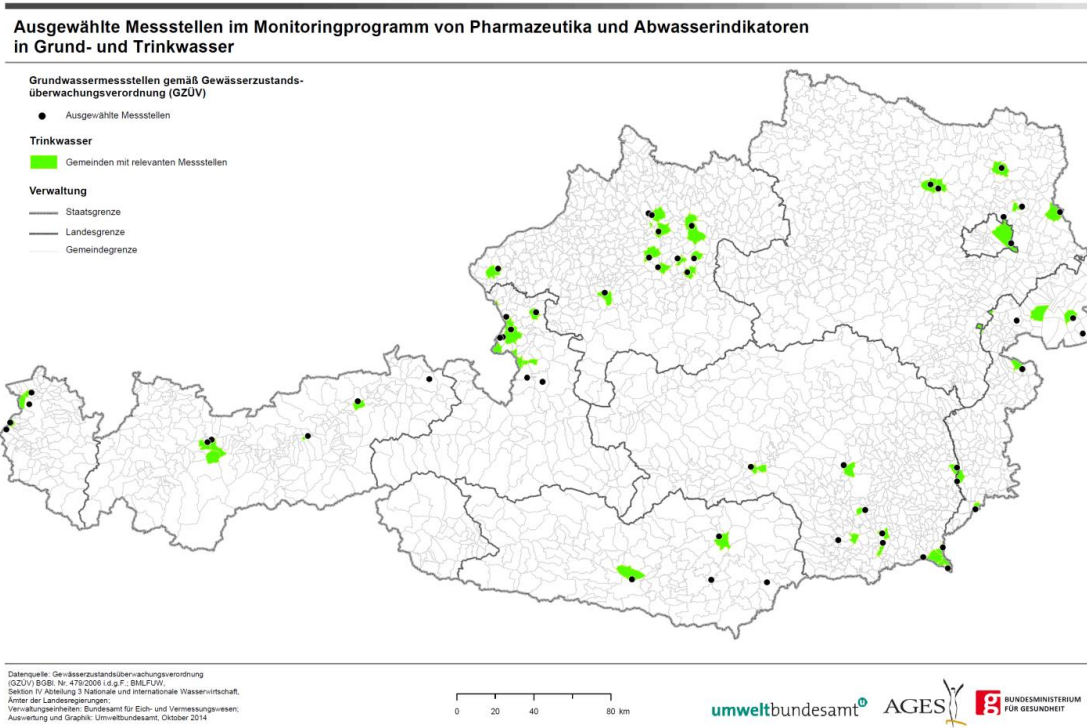 Ausgewählte Messstellen im Monitoringprogramm von Pharmazeutika und Abwasserindikatoren
in Grund- und Trinkwasser
Grundwassermessstellen gemäß Gewässerzustands-
überwachungsverordnung (GZÜV)
Ausgewählte Messstellen
Trinkwasser
Gemeinden mit relevanten Messstellen
Verwaltung
Staatsgrenze
Landesgrenze
Gemeindegrenze
Datenquelle: Gewässerzustandsüberwachungsverordnung
(GZÜV) BGBl. Nr. 479/2006 i.d.g.F.; BMLFUW,
Sektion IV Abteilung 3 Nationale und internationale Wasserwirtschaft,
Ämter der Landesregierungen;
Verwaltungseinheiten: Bundesamt für Eich- und Vermessungswesen;
Auswertung und Graphik: Umweltbundesamt, Oktober 2014
0 20 40 80 km
umweltbundesamt
AGES
BUNDESMINISTERIUM
FÜR GESUNDHEIT